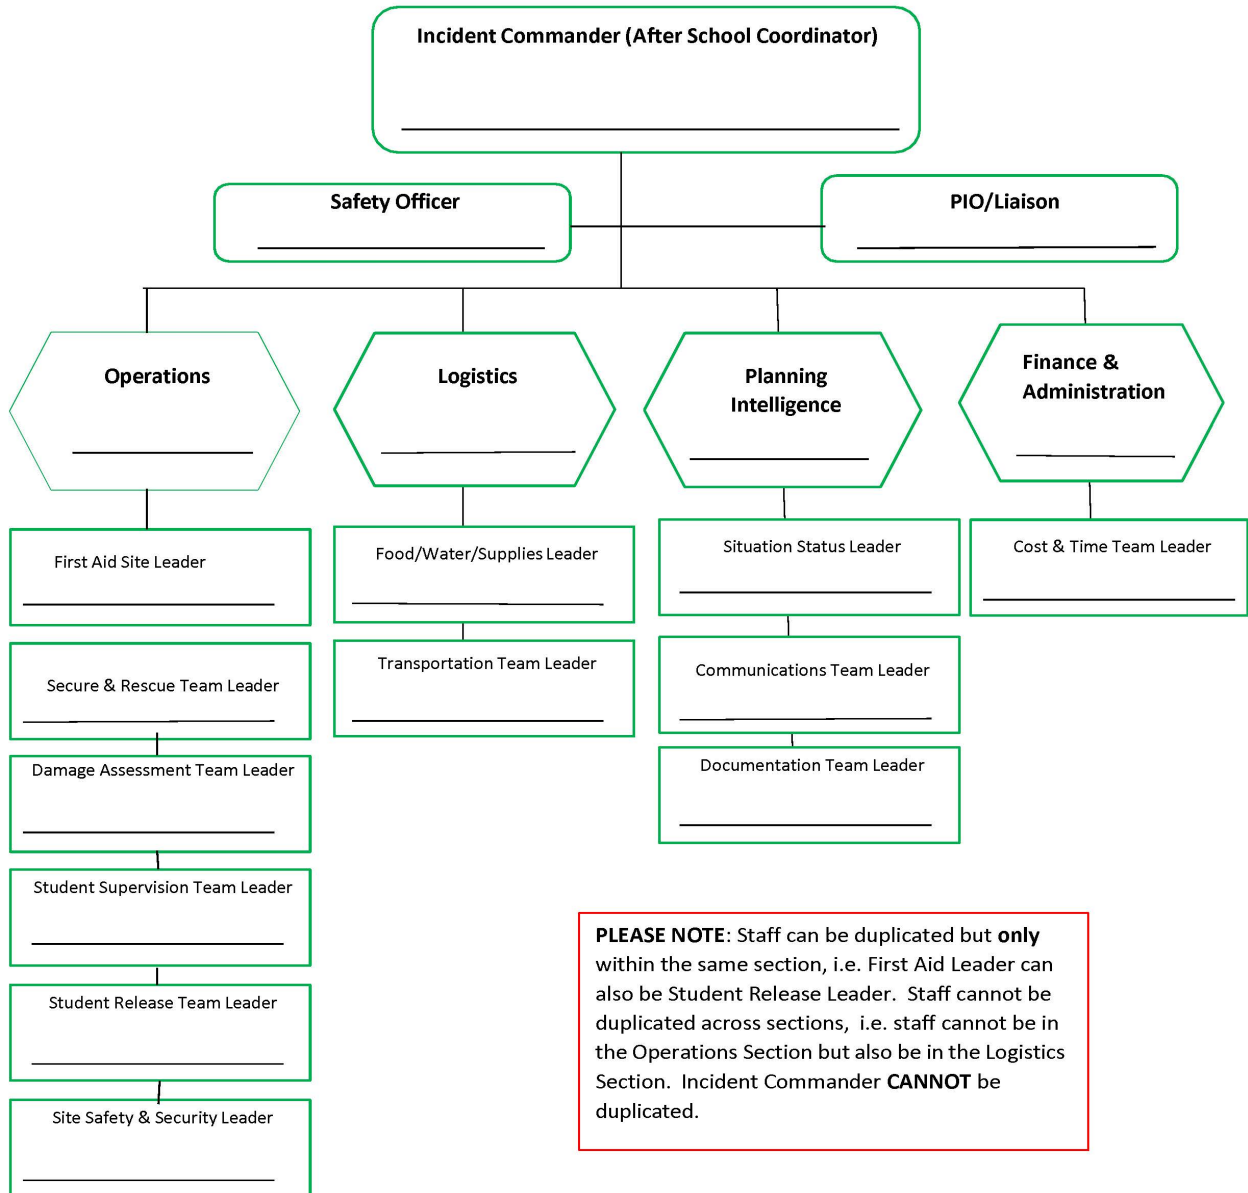 Incident Commander (After School Coordinator)
Safety Officer
PIO/Liaison
Operations
Logistics
Planning
Intelligence
Finance &
Administration
First Aid Site Leader
Secure & Rescue Team Leader
Damage Assessment Team Leader
Student Supervision Team Leader
Student Release Team Leader
Site Safety & Security Leader
Food/Water/Supplies Leader
Transportation Team Leader
Situation Status Leader
Communications Team Leader
Documentation Team Leader
Cost & Time Team Leader
PLEASE NOTE: Staff can be duplicated but only
within the same section, i.e. First Aid Leader can
also be Student Release Leader.  Staff cannot be
duplicated across sections,  i.e. staff cannot be in
the Operations Section but also be in the Logistics
Section.  Incident Commander CANNOT be
duplicated.